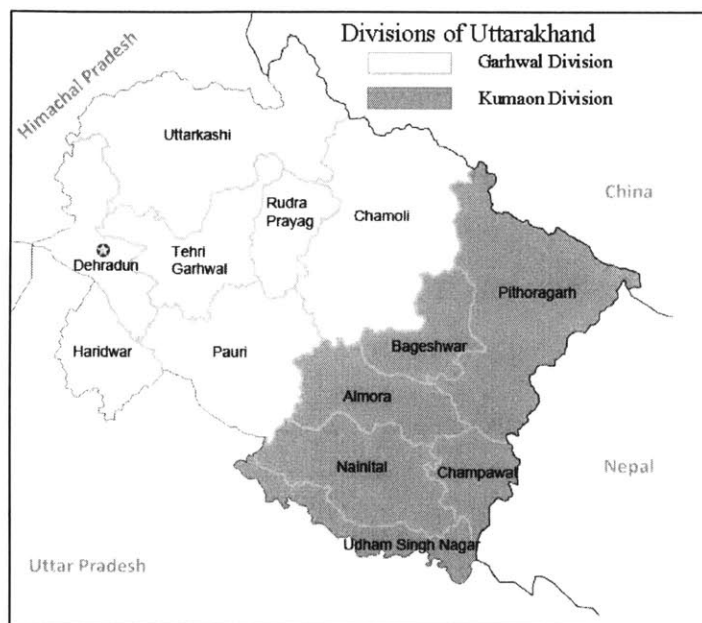 Divisions of Uttarakhand
Garhwal Division
Kumaon Division
Himachal Pradesh
Uttarkashi
China
Rudra
Prayag
Chamoli
Tehri
Garhwal
Dehradun
Pithoragarh
Haridwar
Pauri
Bageshwar
Almora
Nainital
Champawat
Nepal
Udham Singh Nagar
Uttar Pradesh